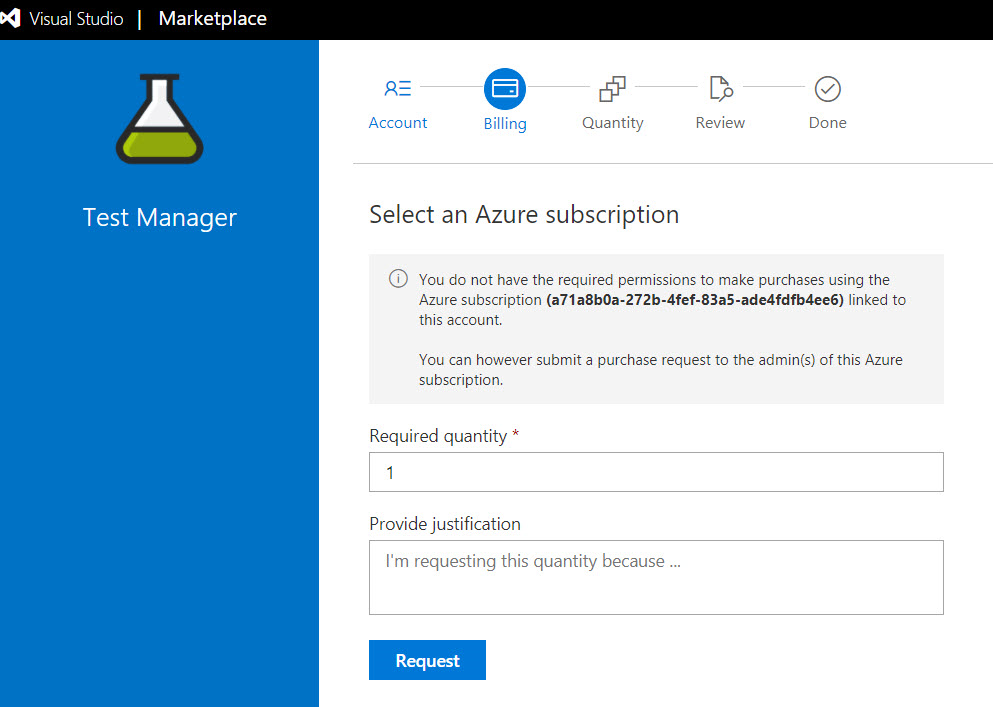 Visual Studio | Marketplace
Test Manager
Account
Billing
Quantity
Review
Done
Select an Azure subscription
You do not have the required permissions to make purchases using the
Azure subscription (a71a8b0a-272b-4fef-83a5-ade4fdfb4ee6) linked to
this account.
You can however submit a purchase request to the admin(s) of this Azure
subscription.
Required quantity *
1
Provide justification
I'm requesting this quantity because ...
Request